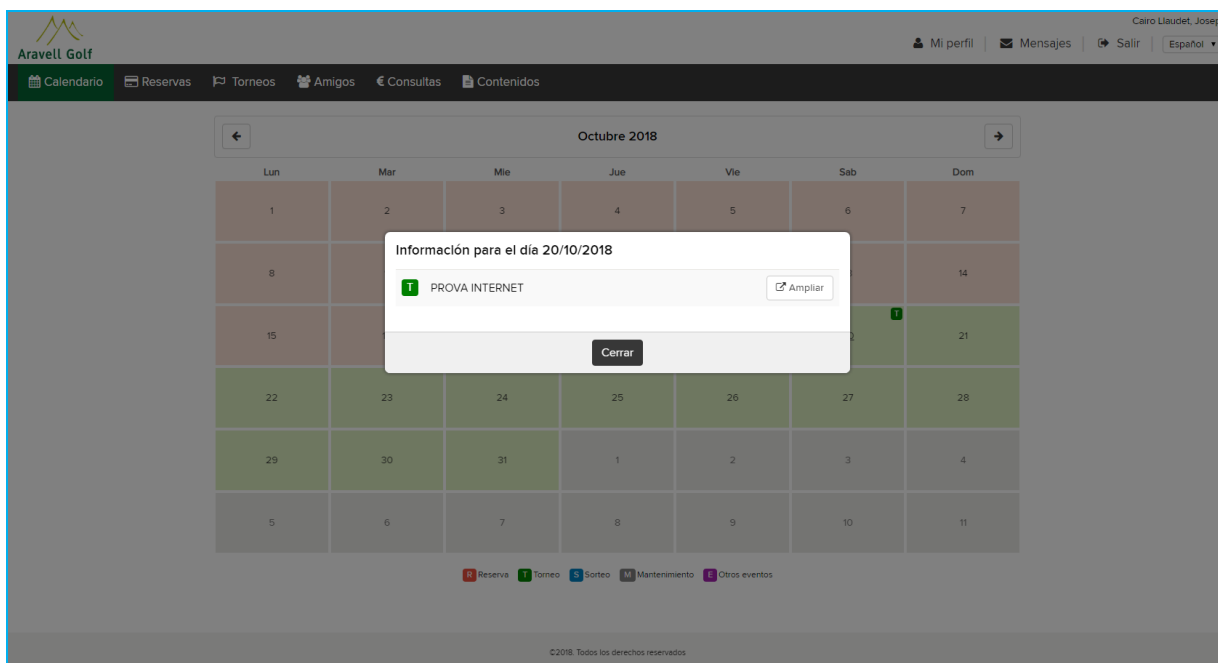 Cairo Llaudet, Josep
Aravell Golf
Mi perfil Mensajes Salir Español
Calendario Reservas Torneos Amigos € Consultas Contenidos
Octubre 2018
Lun Mar Mie Jue Vie Sab Dom
1 2 3 4 5 6 7
Información para el día 20/10/2018
8 14
T PROVA INTERNET Ampliar
T
15 21
Cerrar
22 23 24 25 26 27 28
29 30 31 1 2 3 4
5 6 7 8 9 10 11
R Reserva T Torneo S Sorteo M Mantenimiento E Otros eventos
©2018. Todos los derechos reservados